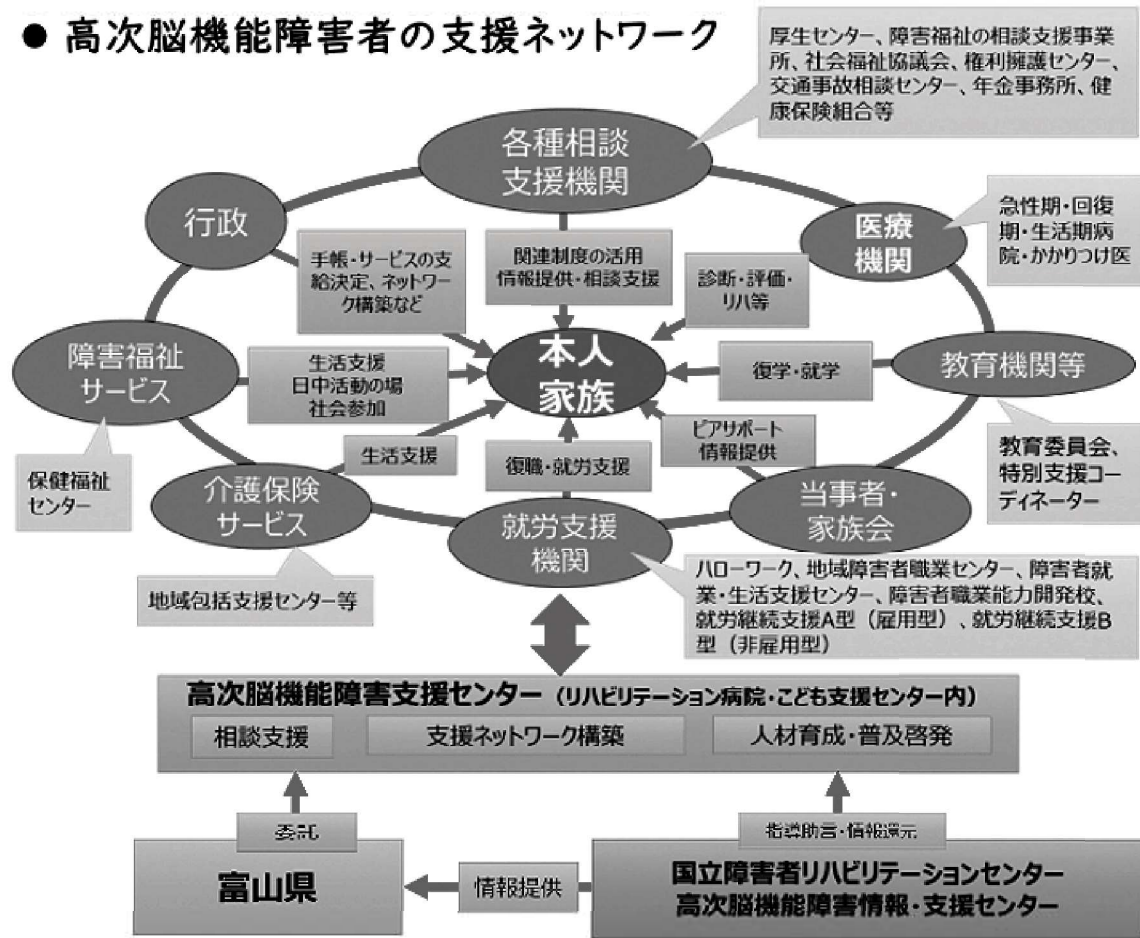 ● 高次脳機能障害者の支援ネットワーク
厚生センター、障害福祉の相談支援事業
所、社会福祉協議会、権利擁護センター、
交通事故相談センター、年金事務所、健
康保険組合等
各種相談
支援機関
行政
医療
機関
急性期・回復
期・生活期病
院・かかりつけ医
手帳・サービスの支
給決定、ネットワー
ク構築など
関連制度の活用
情報提供・相談支援
診断・評価・
リハ等
障害福祉
サービス
生活支援
日中活動の場
社会参加
本人
家族
復学・就学
教育機関等
保健福祉
センター
生活支援
復職・就労支援
ピアサポート
情報提供
教育委員会、
特別支援コー
ディネーター
介護保険
サービス
就労支援
機関
当事者・
家族会
地域包括支援センター等
ハローワーク、地域障害者職業センター、障害者就
業・生活支援センター、障害者職業能力開発校、
就労継続支援A型（雇用型）、就労継続支援B
型（非雇用型）
高次脳機能障害支援センター（リハビリテーション病院・こども支援センター内）
相談支援
支援ネットワーク構築
人材育成・普及啓発
委託
指導助言・情報還元
富山県
情報提供
国立障害者リハビリテーションセンター
高次脳機能障害情報・支援センター